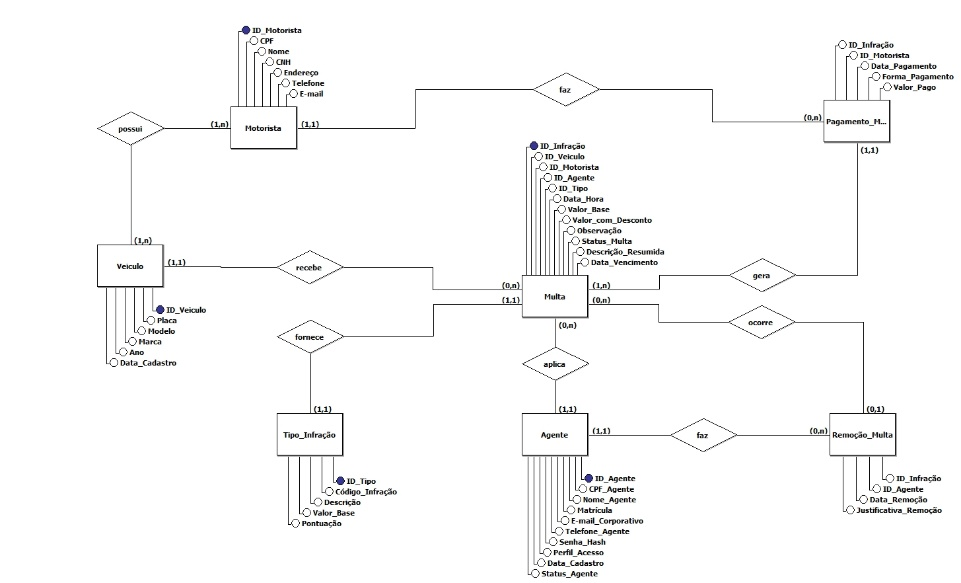 ID_Motorista
CPF
Nome
CNH
Endereço
Telefone
E-mail
Motorista
(1,n)
(1,1)
possui
faz
ID_Infração
ID_Motorista
Data_Pagamento
Forma_Pagamento
Valor_Pago
(0,n)
Pagamento_M...
(1,1)
ID_Infração
ID_Veiculo
ID_Motorista
ID_Agente
ID_Tipo
Data_Hora
Valor_Base
Valor_com_Desconto
Observação
Status_Multa
Descrição_Resumida
Data_Vencimento
(1,n)
Veiculo
(1,1)
recebe
(0,n)
(1,1)
Multa
(1,n)
(0,n)
(0,n)
gera
ocorre
fornece
aplica
ID_Veiculo
Placa
Modelo
Marca
Ano
Data_Cadastro
(1,1)
Tipo_Infração
(1,1)
Agente
(1,1)
faz
(0,n)
(0,1)
Remoção_Multa
ID_Tipo
Código_Infração
Descrição
Valor_Base
Pontuação
ID_Agente
CPF_Agente
Nome_Agente
Matrícula
E-mail_Corporativo
Telefone_Agente
Senha_Hash
Perfil_Acesso
Data_Cadastro
Status_Agente
ID_Infração
ID_Agente
Data_Remoção
Justificativa_Remoção